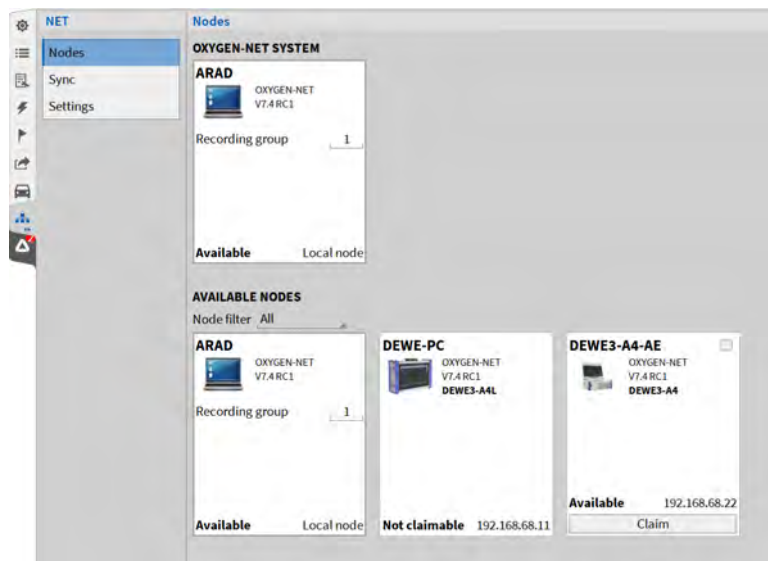 NET
Nodes
Sync
Settings
Nodes
OXYGEN-NET SYSTEM
ARAD
OXYGEN-NET
V7.4 RC1
Recording group 1
Available Local node
AVAILABLE NODES
Node filter All
ARAD
OXYGEN-NET
V7.4 RC1
Recording group 1
Available Local node
DEWE-PC
OXYGEN-NET
V7.4 RC1
DEWE3-A4L
Not claimable 192.168.68.11
DEWE3-A4-AE
OXYGEN-NET
V7.4 RC1
DEWE3-A4
Available 192.168.68.22
Claim